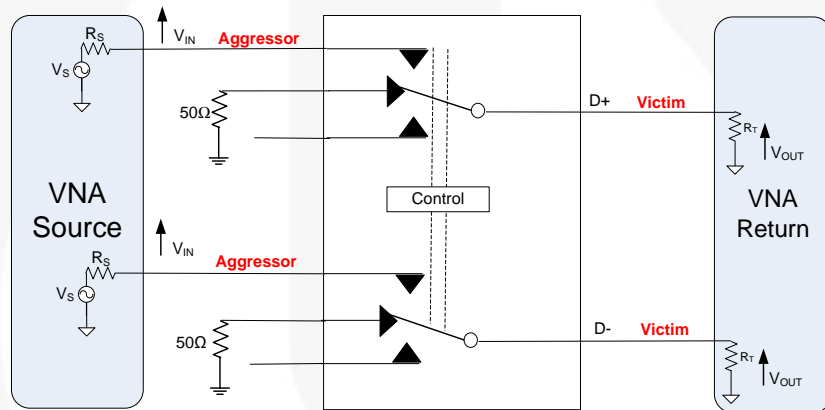 RS
VIN
Aggressor
VS
50Ω
D+
Victim
RT
VOUT
VNA
Source
Control
VNA
Return
VIN
RS
Aggressor
VS
50Ω
D-
Victim
RT
VOUT